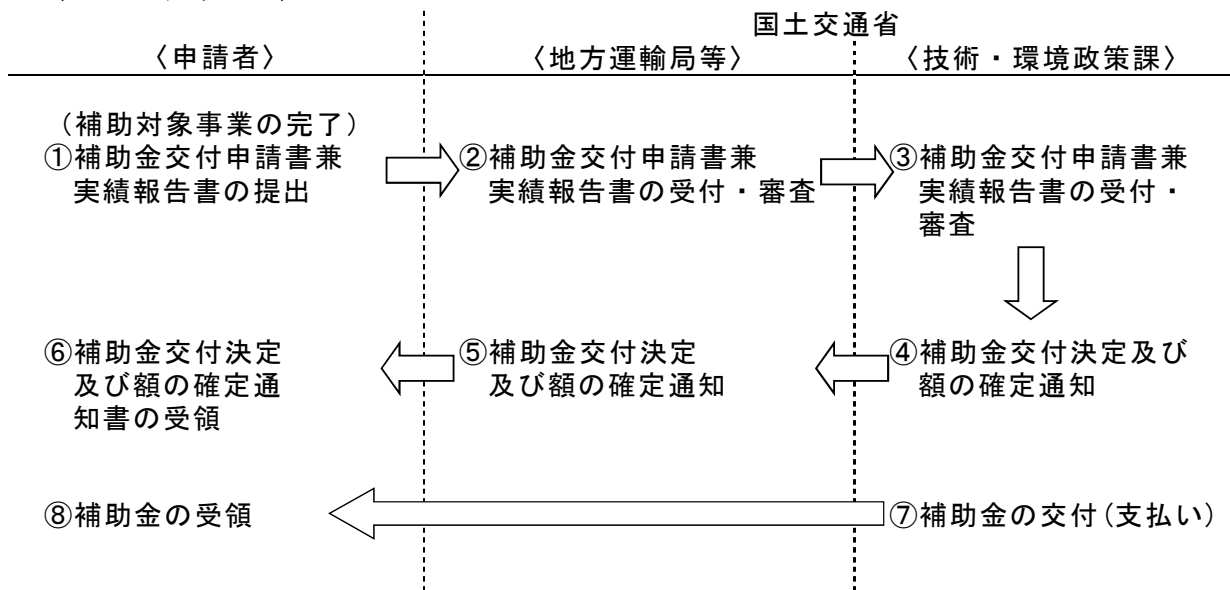 国土交通省
〈申請者〉
〈地方運輸局等〉
〈技術・環境政策課〉
(補助対象事業の完了)
①補助金交付申請書兼
実績報告書の提出
②補助金交付申請書兼
実績報告書の受付・審査
③補助金交付申請書兼
実績報告書の受付・
審査
⑥補助金交付決定
及び額の確定通
知書の受領
⑤補助金交付決定
及び額の確定通知
④補助金交付決定及び
額の確定通知
⑧補助金の受領
⑦補助金の交付(支払い)